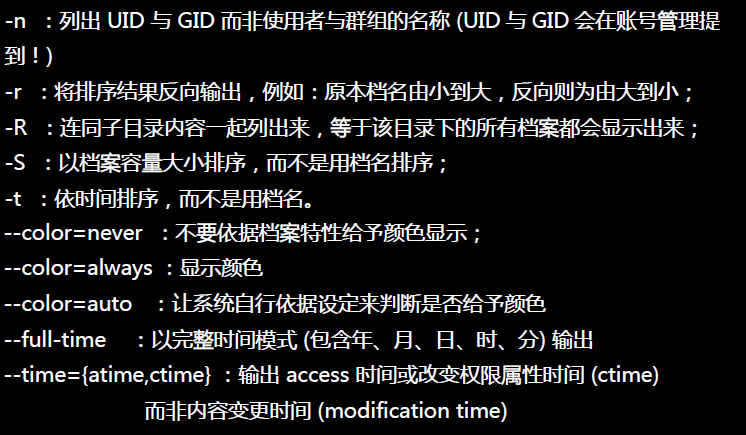 -n ：列出 UID 与 GID 而非使用者与群组的名称 (UID 与 GID 会在账号管理提
到！)
-r ：将排序结果反向输出，例如：原本档名由小到大，反向则为由大到小；
-R ：连同子目录内容一起列出来，等于该目录下的所有档案都会显示出来；
-S ：以档案容量大小排序，而不是用档名排序；
-t ：依时间排序，而不是用档名。
--color=never ：不要依据档案特性给予颜色显示；
--color=always ：显示颜色
--color=auto ：让系统自行依据设定来判断是否给予颜色
--full-time ：以完整时间模式 (包含年、月、日、时、分) 输出
--time={atime,ctime} ：输出 access 时间或改变权限属性时间 (ctime)
而非内容变更时间 (modification time)